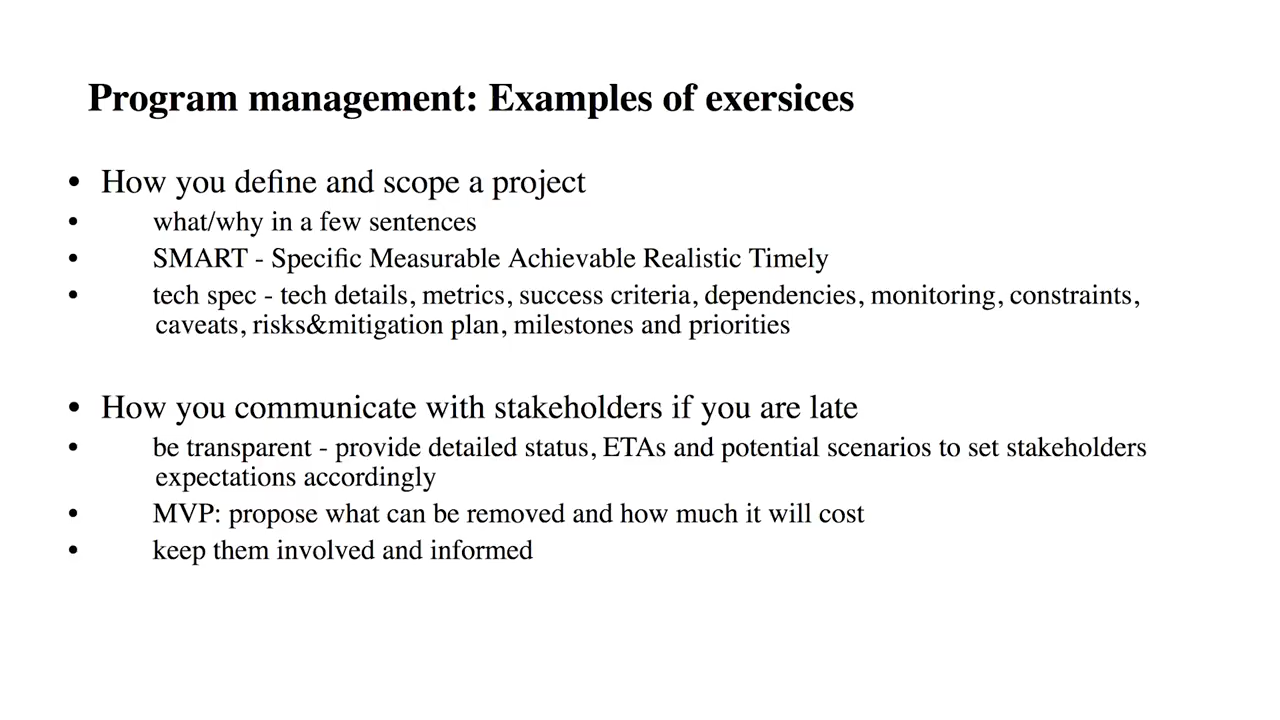 Program management: Examples of exersices
• How you define and scope a project
• what/why in a few sentences
• SMART - Specific Measurable Achievable Realistic Timely
• tech spec - tech details, metrics, success criteria, dependencies, monitoring, constraints,
caveats, risks&mitigation plan, milestones and priorities
• How you communicate with stakeholders if you are late
• be transparent - provide detailed status, ETAs and potential scenarios to set stakeholders
expectations accordingly
• MVP: propose what can be removed and how much it will cost
• keep them involved and informed